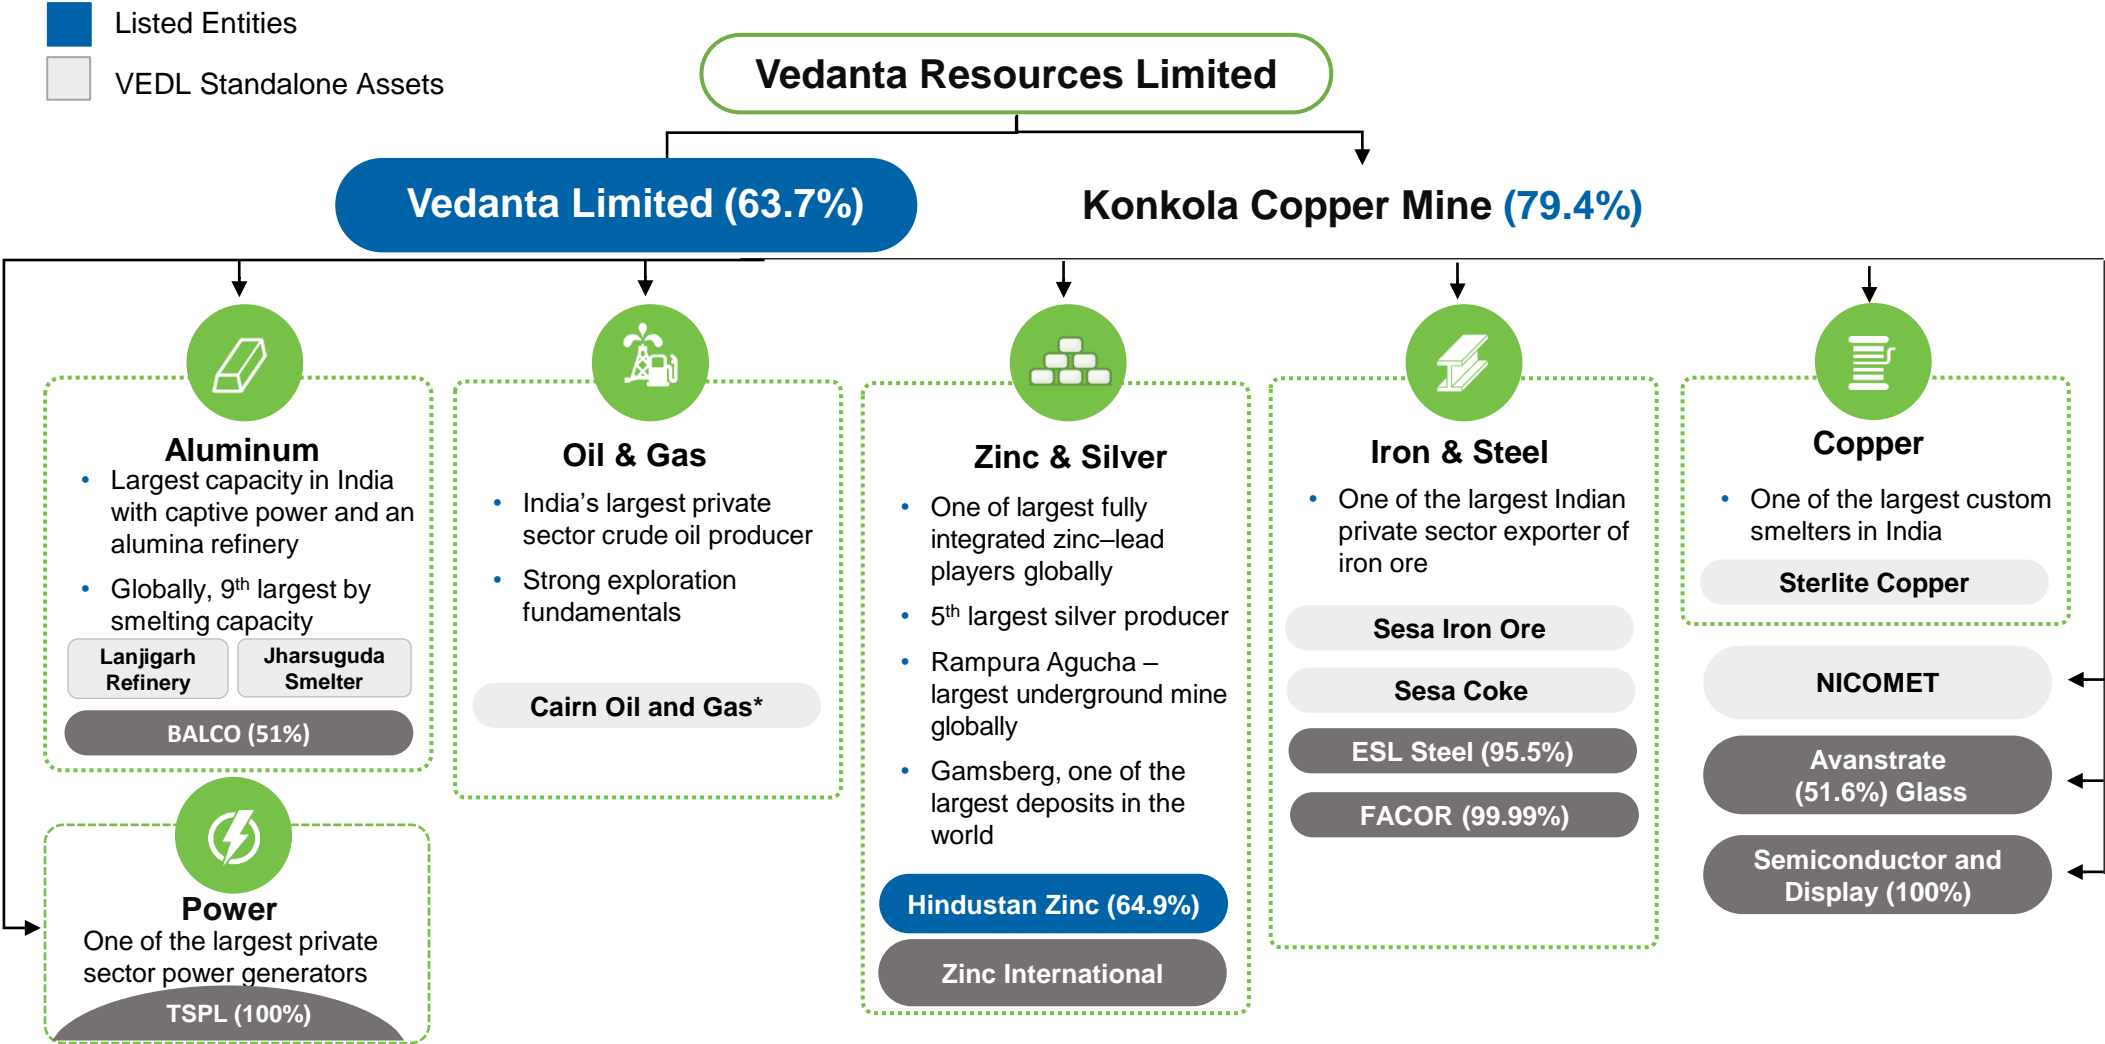 Listed Entities
VEDL Standalone Assets
Vedanta Resources Limited
Vedanta Limited (63.7%)
Konkola Copper Mine (79.4%)
Aluminum
• Largest capacity in India
with captive power and an
alumina refinery
• Globally, 9th largest by
smelting capacity
Lanjigarh
Refinery
Jharsuguda
Smelter
BALCO (51%)
Power
One of the largest private
sector power generators
TSPL (100%)
Oil & Gas
• India’s largest private
sector crude oil producer
• Strong exploration
fundamentals
Cairn Oil and Gas*
Zinc & Silver
• One of largest fully
integrated zinc–lead
players globally
• 5th largest silver producer
• Rampura Agucha –
largest underground mine
globally
• Gamsberg, one of the
largest deposits in the
world
Hindustan Zinc (64.9%)
Zinc International
Iron & Steel
• One of the largest Indian
private sector exporter of
iron ore
Sesa Iron Ore
Sesa Coke
ESL Steel (95.5%)
FACOR (99.99%)
Copper
• One of the largest custom
smelters in India
Sterlite Copper
NICOMET
Avanstrate
(51.6%) Glass
Semiconductor and
Display (100%)